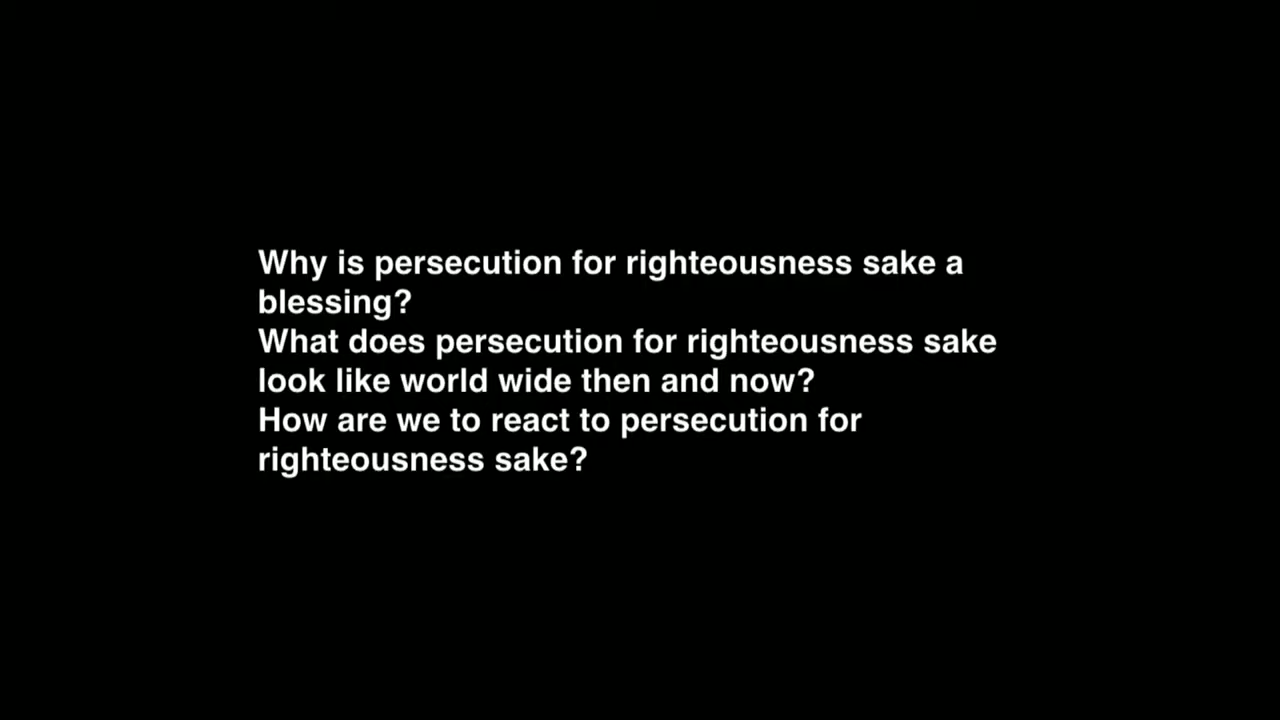 Why is persecution for righteousness sake a
blessing?
What does persecution for righteousness sake
look like world wide then and now?
How are we to react to persecution for
righteousness sake?